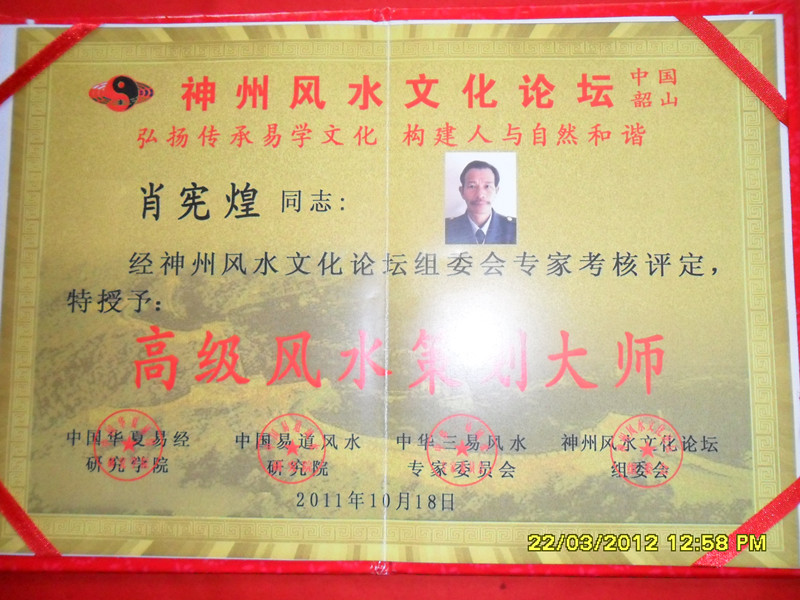 神州风水文化论坛 中国韶山
弘扬传承易学文化 构建人与自然和谐
肖宪煌 同志:
经神州风水文化论坛组委会专家考核评定，
特授予：
高级风水策划大师
中国华夏易经研究学院
中国易道风水研究院
中华三易风水专家委员会
神州风水文化论坛组委会
2011年10月18日
22/03/2012 12:58 PM